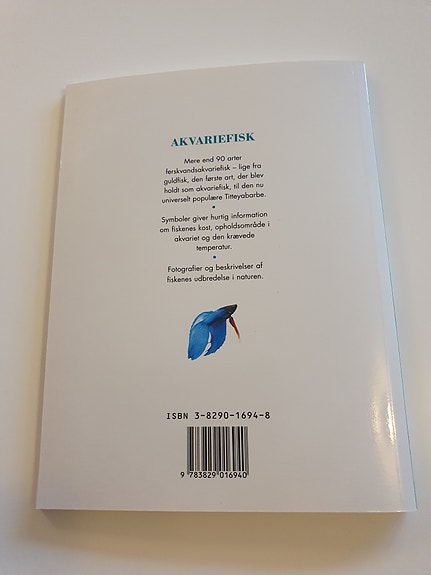 AKVARIEFISK
Mere end 90 arter
ferskvandsakvariefisk – lige fra
guldfisk, den første art, der blev
holdt som akvariefisk, til den nu
universelt populære Titteyabarbe.
•
Symboler giver hurtig information
om fiskenes kost, opholdsområde i
akvariet og den krævede
temperatur.
•
Fotografier og beskrivelser af
fiskenes udbredelse i naturen.
ISBN 3-8290-1694-8
9 783829 016940